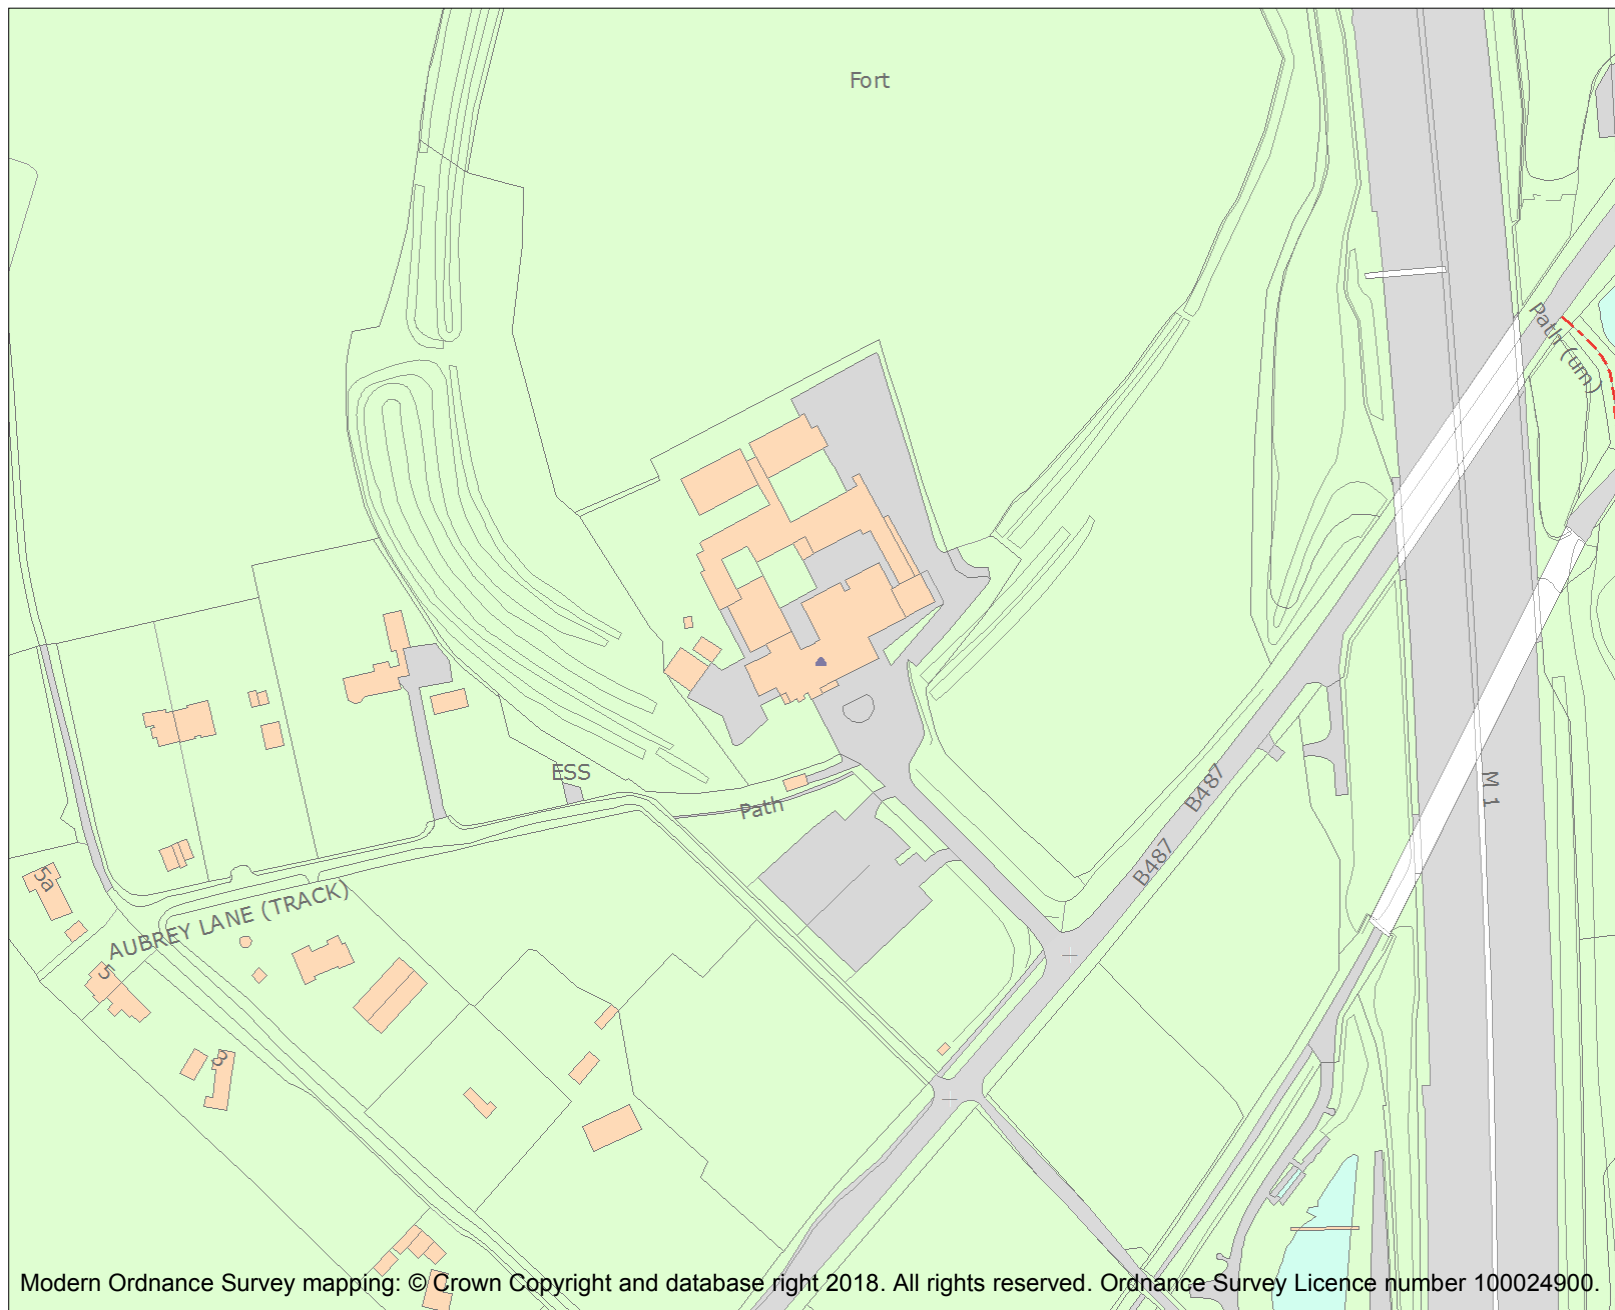 Fort
Path (um)
M 1
B487
B487
ESS
Path
5a
AUBREY LANE (TRACK)
5
3
Modern Ordnance Survey mapping: © Crown Copyright and database right 2018. All rights reserved. Ordnance Survey Licence number 100024900.